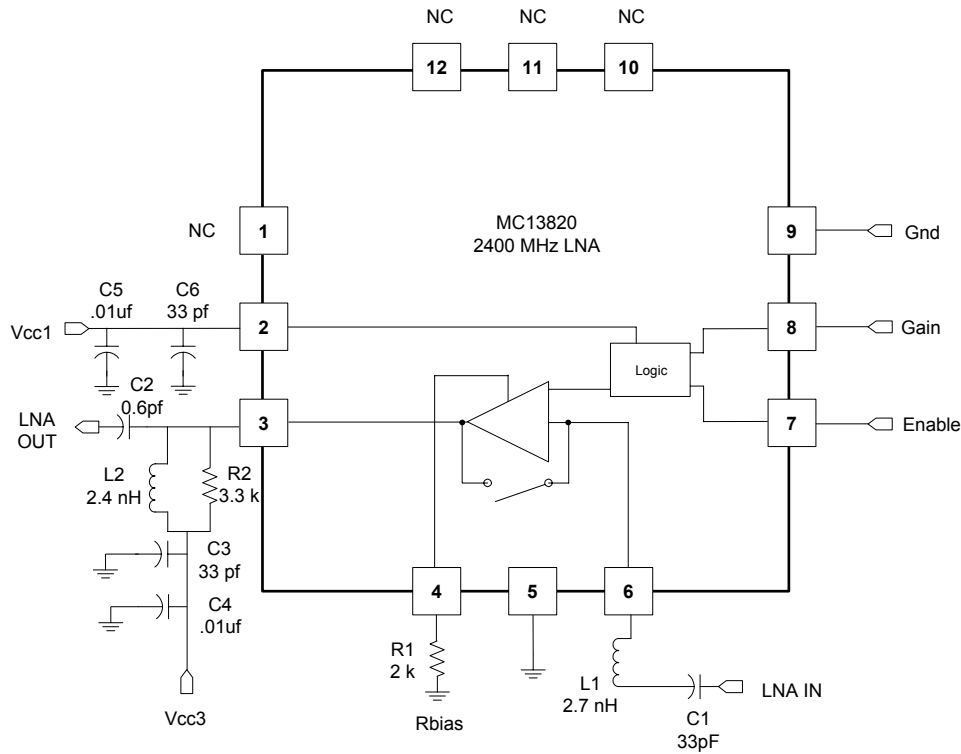 NC
NC
NC
12
11
10
NC
1
MC13820
2400 MHz LNA
9
Gnd
C5
.01uf
C6
33 pf
Vcc1
2
8
Gain
Logic
C2
0.6pf
LNA
OUT
3
7
Enable
L2
2.4 nH
R2
3.3 k
C3
33 pf
C4
.01uf
Vcc3
4
5
6
R1
2 k
Rbias
L1
2.7 nH
C1
33pF
LNA IN